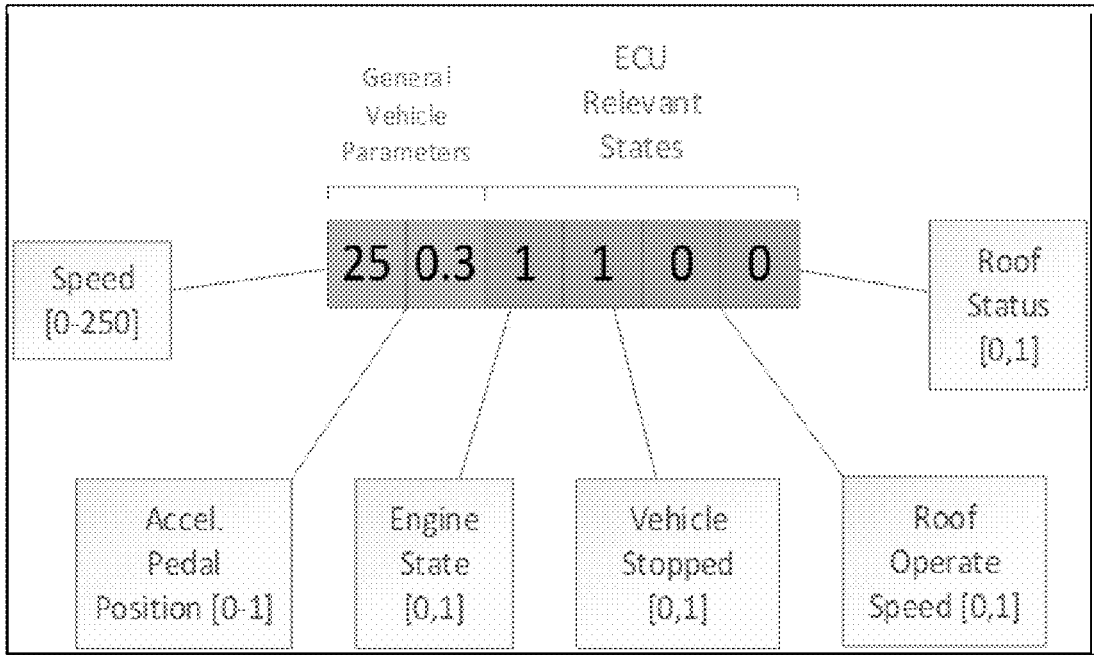 General
Vehicle
Parameters
ECU
Relevant
States
25 0.3 1 1 0 0
Speed
[0-250]
Roof
Status
[0,1]
Accel.
Pedal
Position [0-1]
Engine
State
[0,1]
Vehicle
Stopped
[0,1]
Roof
Operate
Speed [0,1]